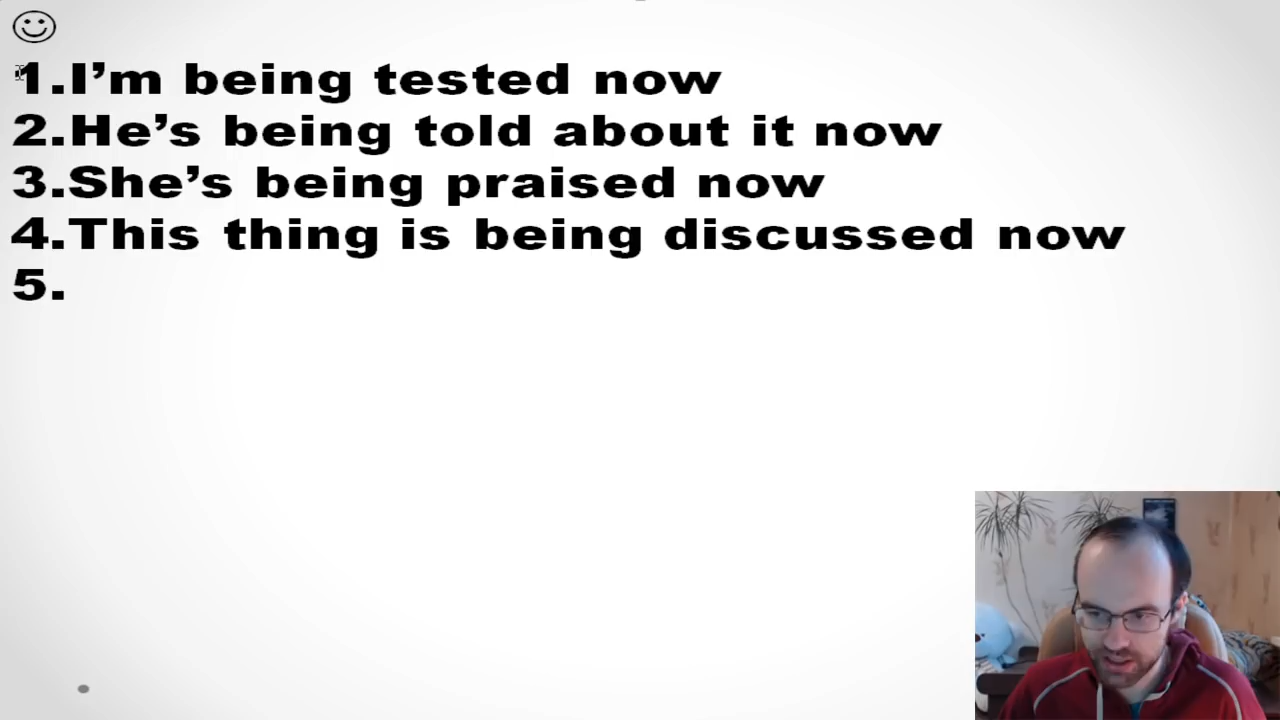 1.I’m being tested now
2.He’s being told about it now
3.She’s being praised now
4.This thing is being discussed now
5.